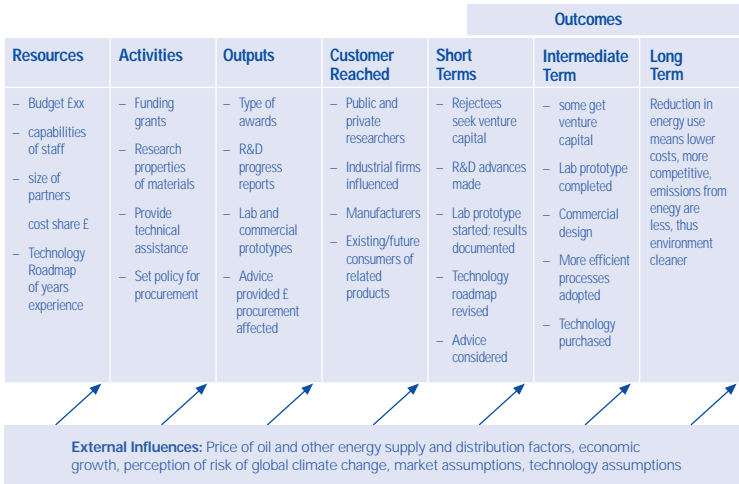 Outcomes
Resources
– Budget £xx
– capabilities
of staff
– size of
partners
cost share £
– Technology
Roadmap
of years
experience
Activities
– Funding
grants
– Research
properties
of materials
– Provide
technical
assistance
– Set policy for
procurement
Outputs
– Type of
awards
– R&D
progress
reports
– Lab and
commercial
prototypes
– Advice
provided £
procurement
affected
Customer
Reached
– Public and
private
researchers
– Industrial firms
influenced
– Manufacturers
– Existing/future
consumers of
related
products
Short
Terms
– Rejectees
seek venture
capital
– R&D advances
made
– Lab prototype
started; results
documented
– Technology
roadmap
revised
– Advice
considered
Intermediate
Term
– some get
venture
capital
– Lab prototype
completed
– Commercial
design
– More efficient
processes
adopted
– Technology
purchased
Long
Term
Reduction in
energy use
means lower
costs, more
competitive,
emissions from
enegy are
less, thus
environment
cleaner
External Influences: Price of oil and other energy supply and distribution factors, economic
growth, perception of risk of global climate change, market assumptions, technology assumptions